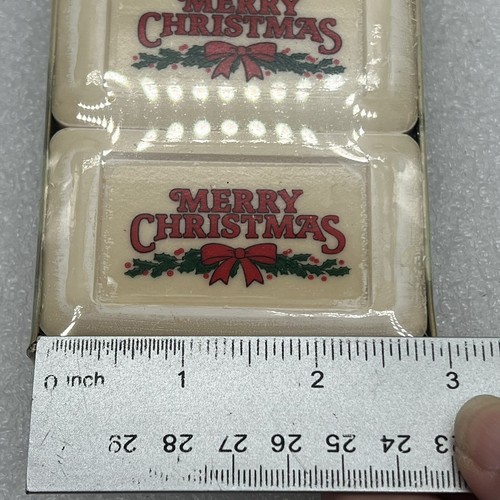 MERRY
CHRISTMAS
MERRY
CHRISTMAS
0 inch 1 2 3
29 28 27 26 25 24 23